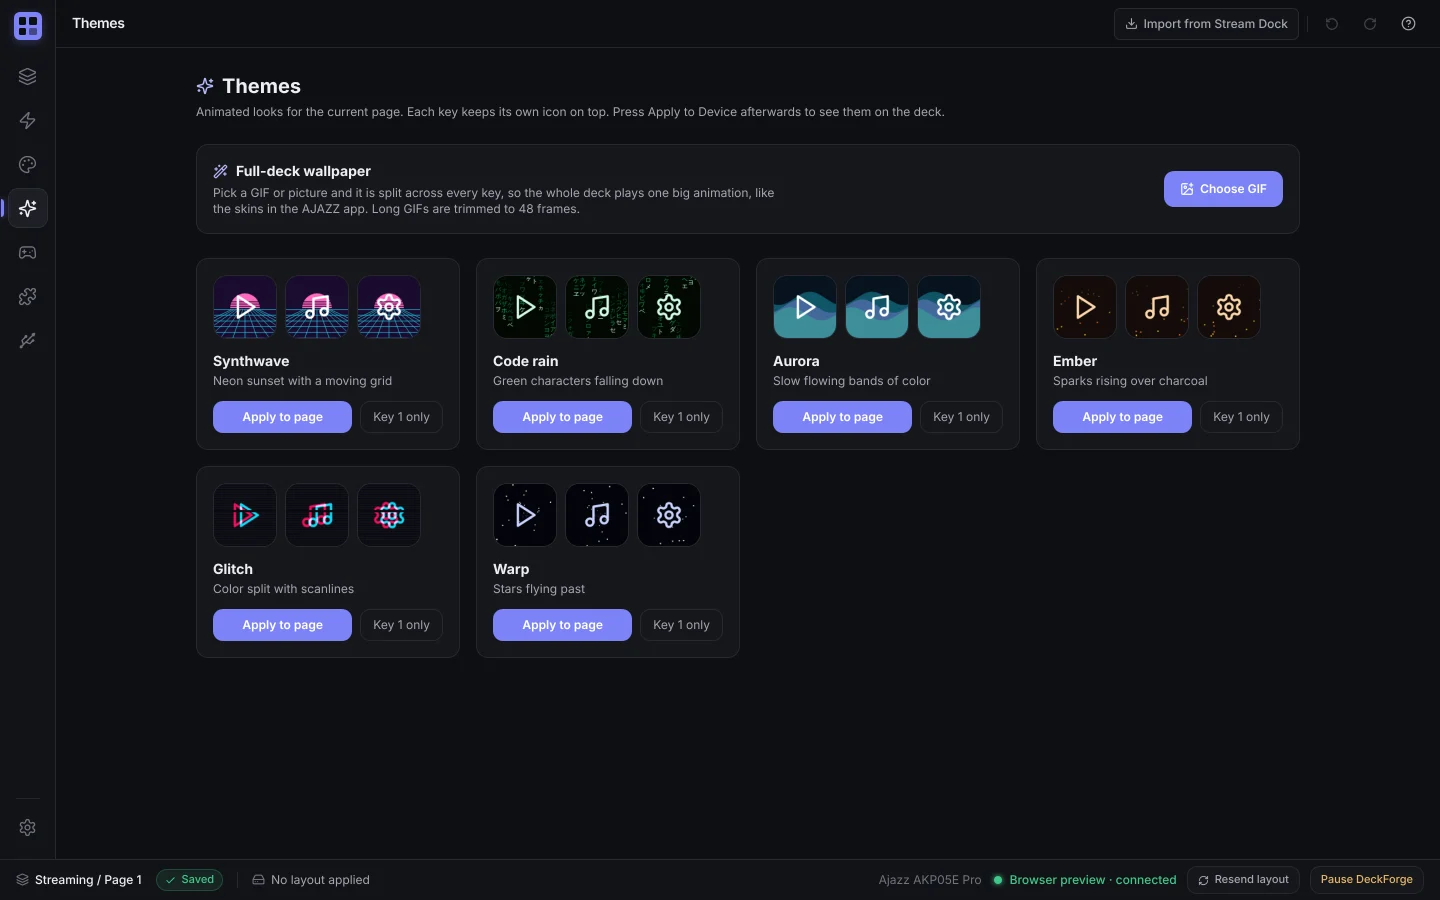 Themes
Import from Stream Dock
Themes
Animated looks for the current page. Each key keeps its own icon on top. Press Apply to Device afterwards to see them on the deck.
Full-deck wallpaper
Pick a GIF or picture and it is split across every key, so the whole deck plays one big animation, like
the skins in the AJAZZ app. Long GIFs are trimmed to 48 frames.
Choose GIF
Synthwave
Neon sunset with a moving grid
Apply to page
Key 1 only
Code rain
Green characters falling down
Apply to page
Key 1 only
Aurora
Slow flowing bands of color
Apply to page
Key 1 only
Ember
Sparks rising over charcoal
Apply to page
Key 1 only
Glitch
Color split with scanlines
Apply to page
Key 1 only
Warp
Stars flying past
Apply to page
Key 1 only
Streaming / Page 1
Saved
No layout applied
Ajazz AKP05E Pro
Browser preview · connected
Resend layout
Pause DeckForge